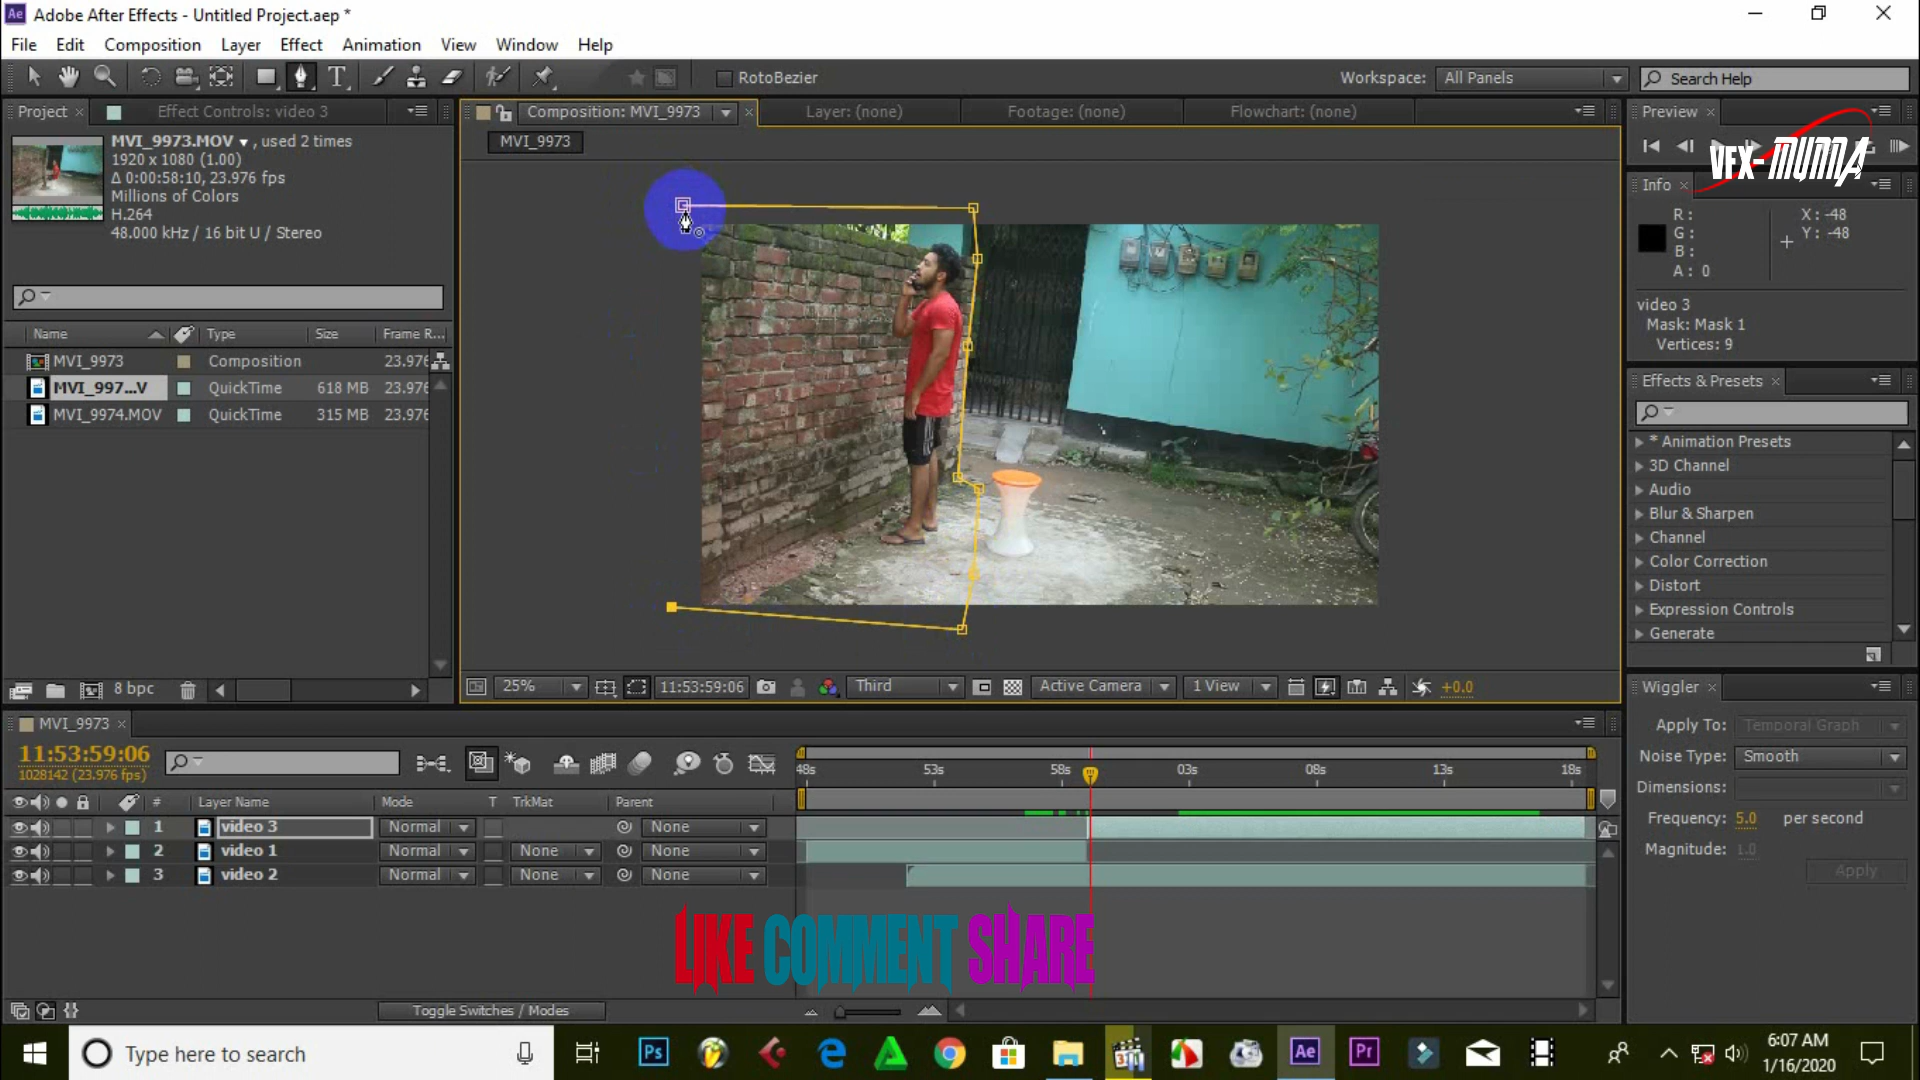 Ae Adobe After Effects - Untitled Project.aep *
File Edit Composition Layer Effect Animation View Window Help
RotoBezier
Workspace: All Panels
Search Help
Project
Effect Controls: video 3
Composition: MVI_9973
Layer: (none)
Footage: (none)
Flowchart: (none)
Preview
MVI_9973
MVI_9973.MOV , used 2 times
1920 x 1080 (1.00)
Δ 0:00:58:10, 23.976 fps
Millions of Colors
H.264
48.000 kHz / 16 bit U / Stereo
VFX-MUMA
Info
R:
G:
B:
A: 0
X: -48
Y: -48
video 3
Mask: Mask 1
Vertices: 9
Name Type Size Frame R...
MVI_9973 Composition 23.976
MVI_997...V QuickTime 618 MB 23.976
MVI_9974.MOV QuickTime 315 MB 23.976
Effects & Presets
* Animation Presets
3D Channel
Audio
Blur & Sharpen
Channel
Color Correction
Distort
Expression Controls
Generate
8 bpc
25%
11:53:59:06
Third
Active Camera
1 View
+0.0
Wiggler
Apply To: Temporal Graph
Noise Type: Smooth
Dimensions:
Frequency: 5.0 per second
Magnitude: 1.0
Apply
MVI_9973
11:53:59:06
1028142 (23.976 fps)
48s 53s 58s 03s 08s 13s 18s
# Layer Name Mode T TrkMat Parent
1 video 3 Normal None
2 video 1 Normal None None
3 video 2 Normal None None
LIKE COMMENT SHARE
Toggle Switches / Modes
Type here to search
Ps
Ae
Pr
6:07 AM
1/16/2020